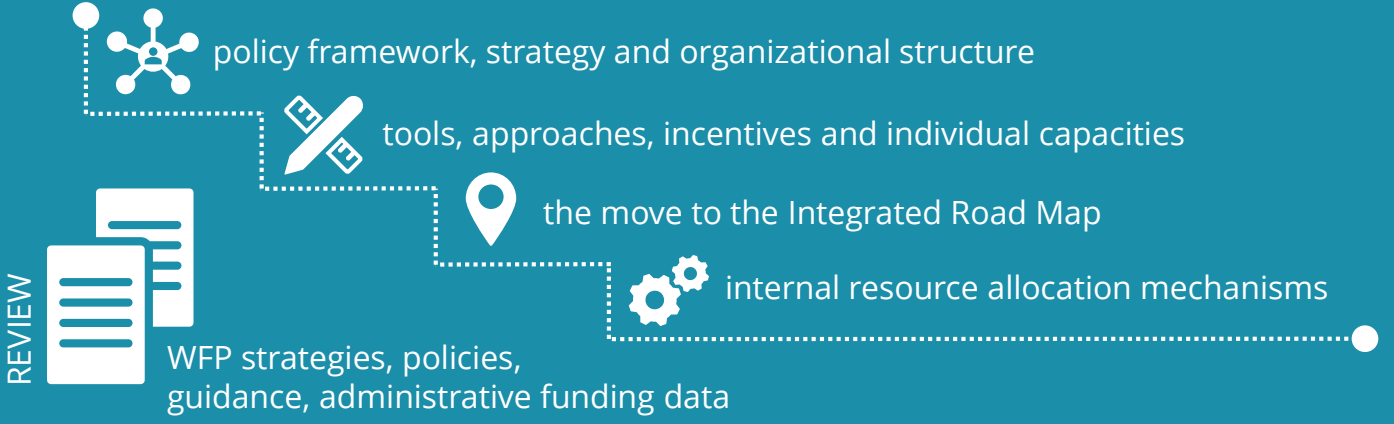 policy framework, strategy and organizational structure
tools, approaches, incentives and individual capacities
the move to the Integrated Road Map
internal resource allocation mechanisms
REVIEW
WFP strategies, policies,
guidance, administrative funding data